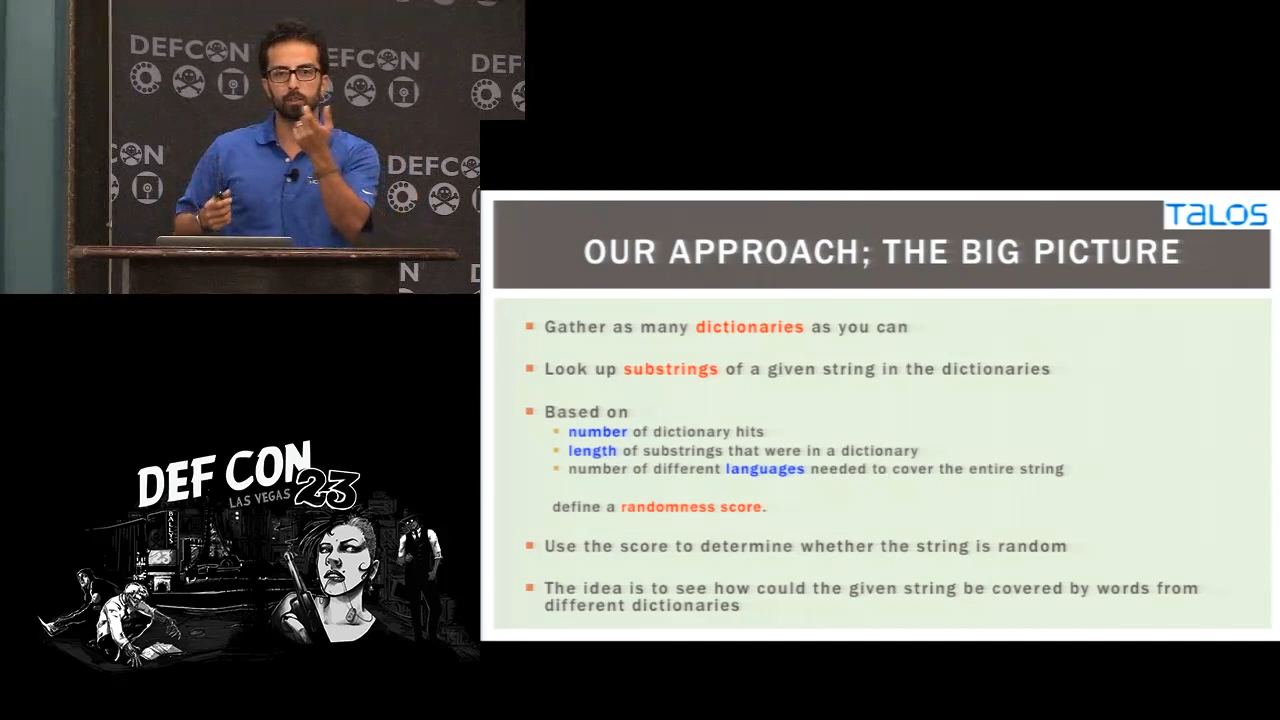 DEFCON
EFCON
DEF
CON
DEFCON
N
TALOS
OUR APPROACH; THE BIG PICTURE
Gather as many dictionaries as you can
Look up substrings of a given string in the dictionaries
Based on
number of dictionary hits
length of substrings that were in a dictionary
number of different languages needed to cover the entire string
define a randomness score.
Use the score to determine whether the string is random
The idea is to see how could the given string be covered by words from
different dictionaries
DEF CON
LAS VEGAS 23
BALLYS